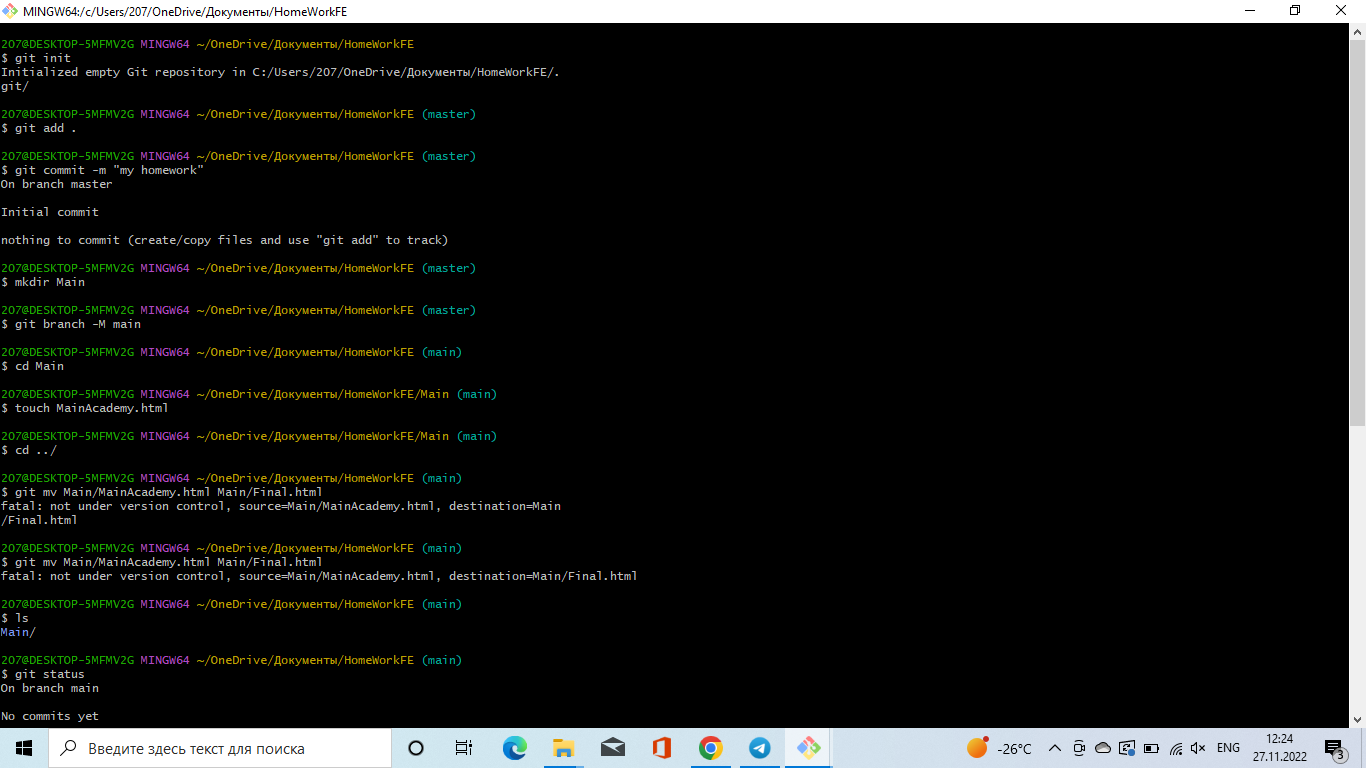 MINGW64:/c/Users/207/OneDrive/Документы/HomeWorkFE
207@DESKTOP-5MFMV2G MINGW64 ~/OneDrive/Документы/HomeWorkFE
$ git init
Initialized empty Git repository in C:/Users/207/OneDrive/Документы/HomeWorkFE/.
git/
207@DESKTOP-5MFMV2G MINGW64 ~/OneDrive/Документы/HomeWorkFE (master)
$ git add .
207@DESKTOP-5MFMV2G MINGW64 ~/OneDrive/Документы/HomeWorkFE (master)
$ git commit -m "my homework"
On branch master
Initial commit
nothing to commit (create/copy files and use "git add" to track)
207@DESKTOP-5MFMV2G MINGW64 ~/OneDrive/Документы/HomeWorkFE (master)
$ mkdir Main
207@DESKTOP-5MFMV2G MINGW64 ~/OneDrive/Документы/HomeWorkFE (master)
$ git branch -M main
207@DESKTOP-5MFMV2G MINGW64 ~/OneDrive/Документы/HomeWorkFE (main)
$ cd Main
207@DESKTOP-5MFMV2G MINGW64 ~/OneDrive/Документы/HomeWorkFE/Main (main)
$ touch MainAcademy.html
207@DESKTOP-5MFMV2G MINGW64 ~/OneDrive/Документы/HomeWorkFE/Main (main)
$ cd ../
207@DESKTOP-5MFMV2G MINGW64 ~/OneDrive/Документы/HomeWorkFE (main)
$ git mv Main/MainAcademy.html Main/Final.html
fatal: not under version control, source=Main/MainAcademy.html, destination=Main
/Final.html
207@DESKTOP-5MFMV2G MINGW64 ~/OneDrive/Документы/HomeWorkFE (main)
$ git mv Main/MainAcademy.html Main/Final.html
fatal: not under version control, source=Main/MainAcademy.html, destination=Main/Final.html
207@DESKTOP-5MFMV2G MINGW64 ~/OneDrive/Документы/HomeWorkFE (main)
$ ls
Main/
207@DESKTOP-5MFMV2G MINGW64 ~/OneDrive/Документы/HomeWorkFE (main)
$ git status
On branch main
No commits yet
Введите здесь текст для поиска
-26°C
ENG
12:24
27.11.2022
3